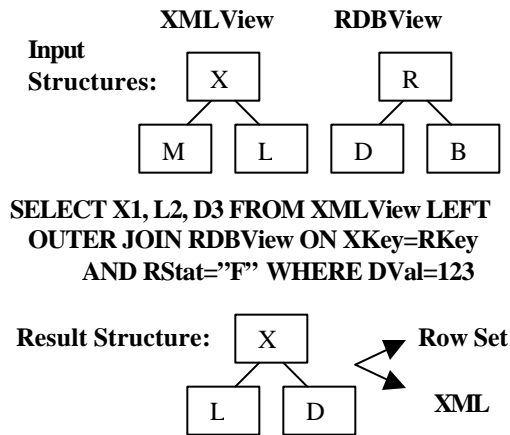 XMLView RDBView
Input
Structures: X R
M L D B
SELECT X1, L2, D3 FROM XMLView LEFT
OUTER JOIN RDBView ON XKey=RKey
AND RStat=”F” WHERE DVal=123
Result Structure: X Row Set
L D XML